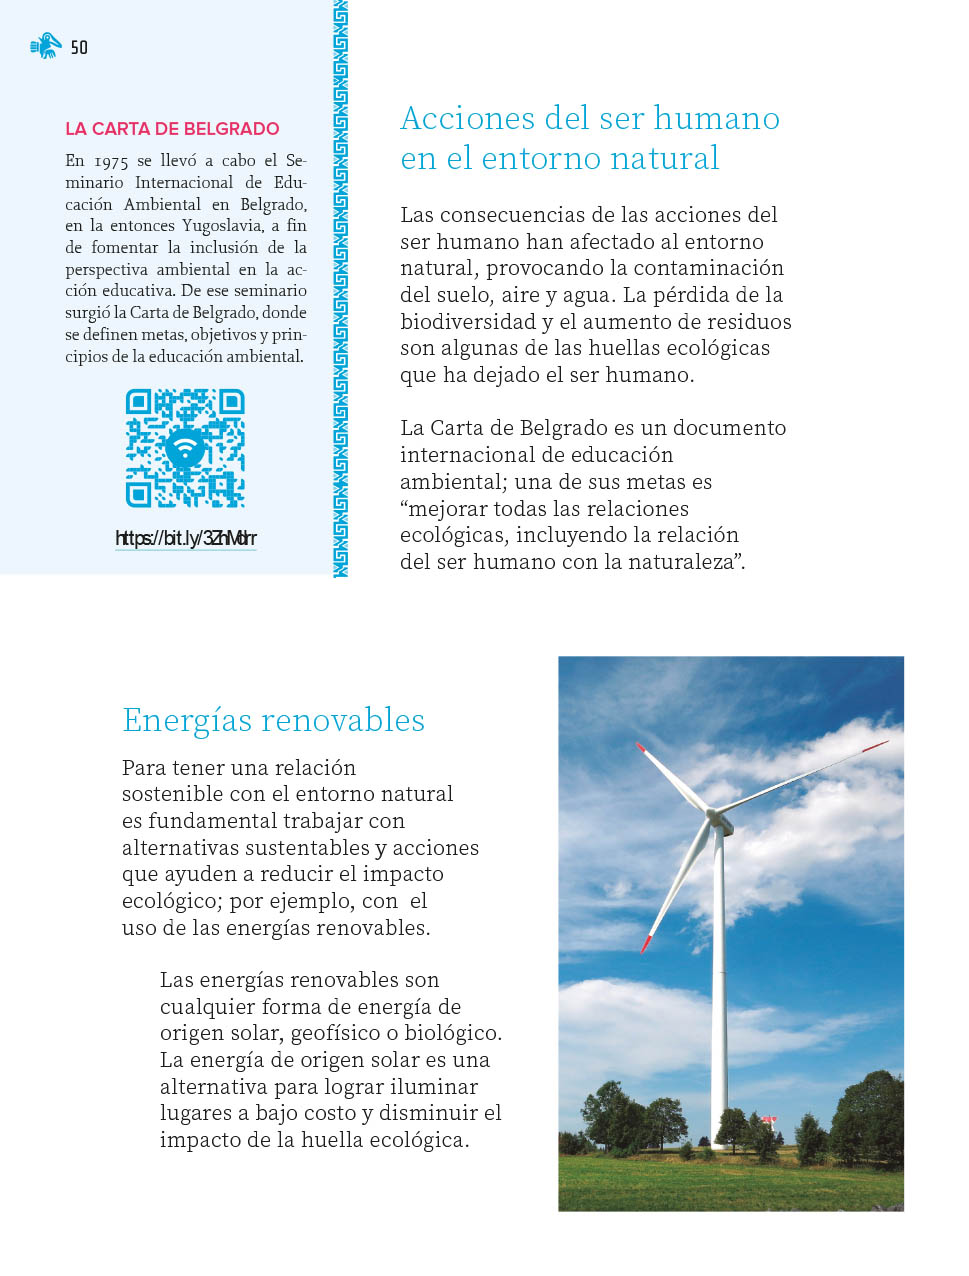 50
LA CARTA DE BELGRADO
En 1975 se llevó a cabo el Se-
minario Internacional de Edu-
cación Ambiental en Belgrado,
en la entonces Yugoslavia, a fin
de fomentar la inclusión de la
perspectiva ambiental en la ac-
ción educativa. De ese seminario
surgió la Carta de Belgrado, donde
se definen metas, objetivos y prin-
cipios de la educación ambiental.
Acciones del ser humano
en el entorno natural
Las consecuencias de las acciones del
ser humano han afectado al entorno
natural, provocando la contaminación
del suelo, aire y agua. La pérdida de la
biodiversidad y el aumento de residuos
son algunas de las huellas ecológicas
que ha dejado el ser humano.
La Carta de Belgrado es un documento
internacional de educación
ambiental; una de sus metas es
“mejorar todas las relaciones
ecológicas, incluyendo la relación
del ser humano con la naturaleza”.
Energías renovables
Para tener una relación
sostenible con el entorno natural
es fundamental trabajar con
alternativas sustentables y acciones
que ayuden a reducir el impacto
ecológico; por ejemplo, con el
uso de las energías renovables.
Las energías renovables son
cualquier forma de energía de
origen solar, geofísico o biológico.
La energía de origen solar es una
alternativa para lograr iluminar
lugares a bajo costo y disminuir el
impacto de la huella ecológica.